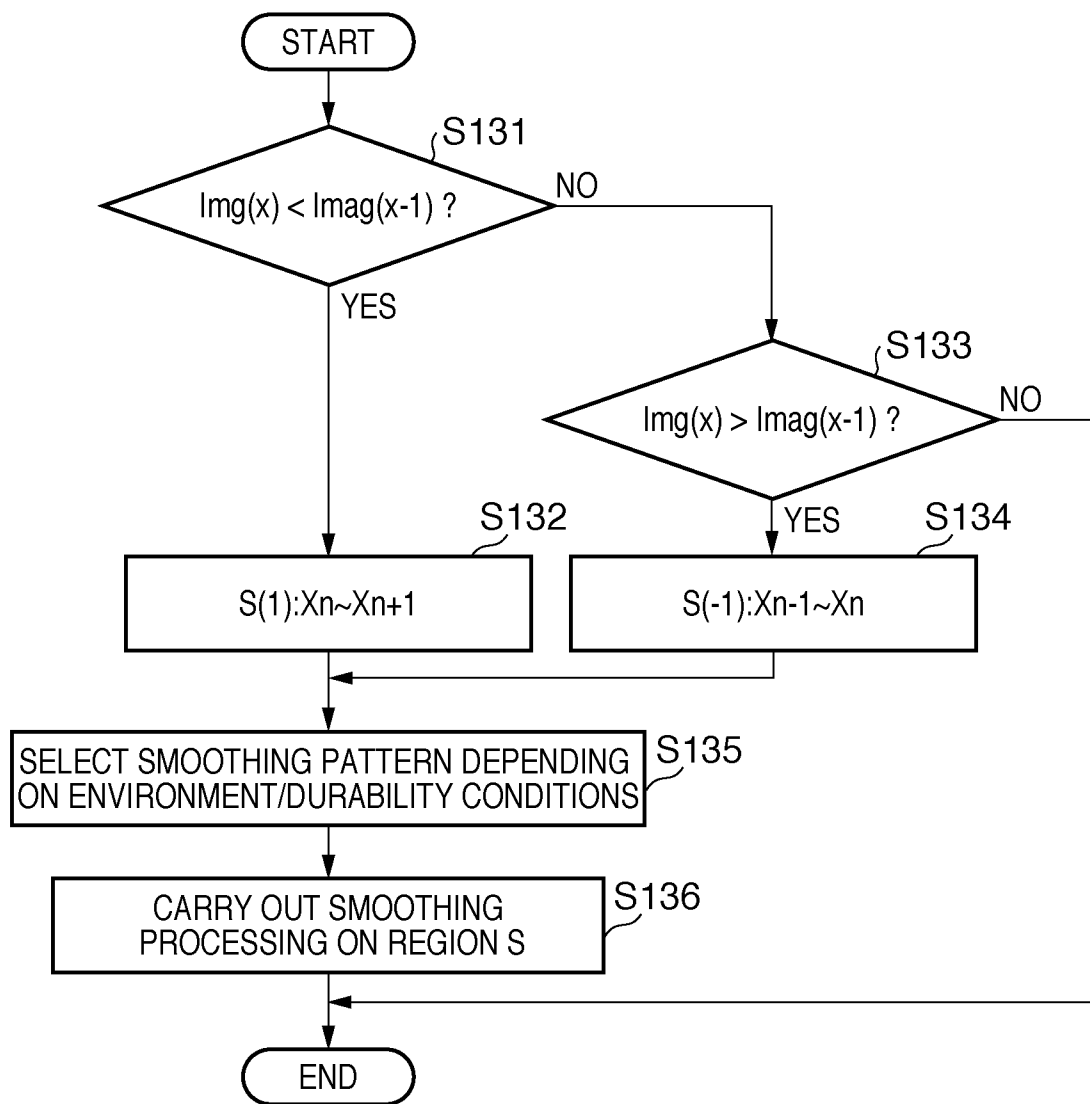 START
S131
Img(x) < Imag(x-1) ?
NO
YES
S133
Img(x) > Imag(x-1) ?
NO
YES
S132
S(1):Xn~Xn+1
S134
S(-1):Xn-1~Xn
S135
SELECT SMOOTHING PATTERN DEPENDING
ON ENVIRONMENT/DURABILITY CONDITIONS
S136
CARRY OUT SMOOTHING
PROCESSING ON REGION S
END